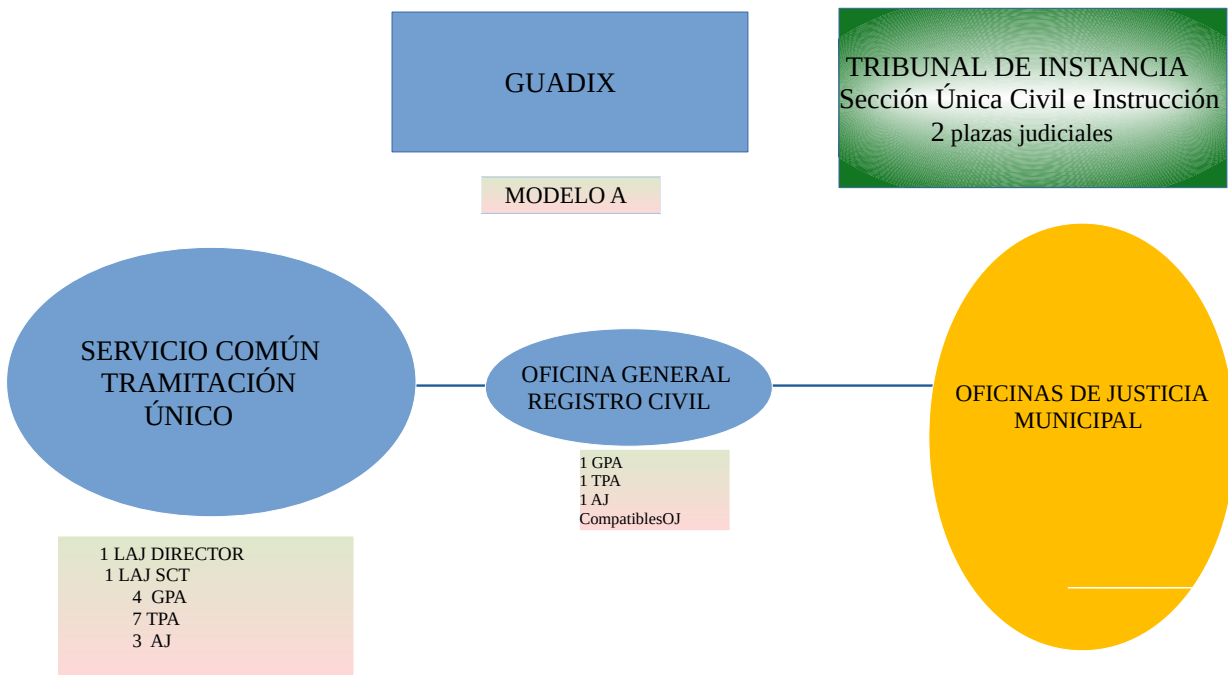 GUADIX
MODELO A
TRIBUNAL DE INSTANCIA
Sección Única Civil e Instrucción
2 plazas judiciales
SERVICIO COMÚN
TRAMITACIÓN
ÚNICO
1 LAJ DIRECTOR
1 LAJ SCT
4 GPA
7 TPA
3 AJ
OFICINA GENERAL
REGISTRO CIVIL
1 GPA
1 TPA
1 AJ
CompatiblesOJ
OFICINAS DE JUSTICIA
MUNICIPAL